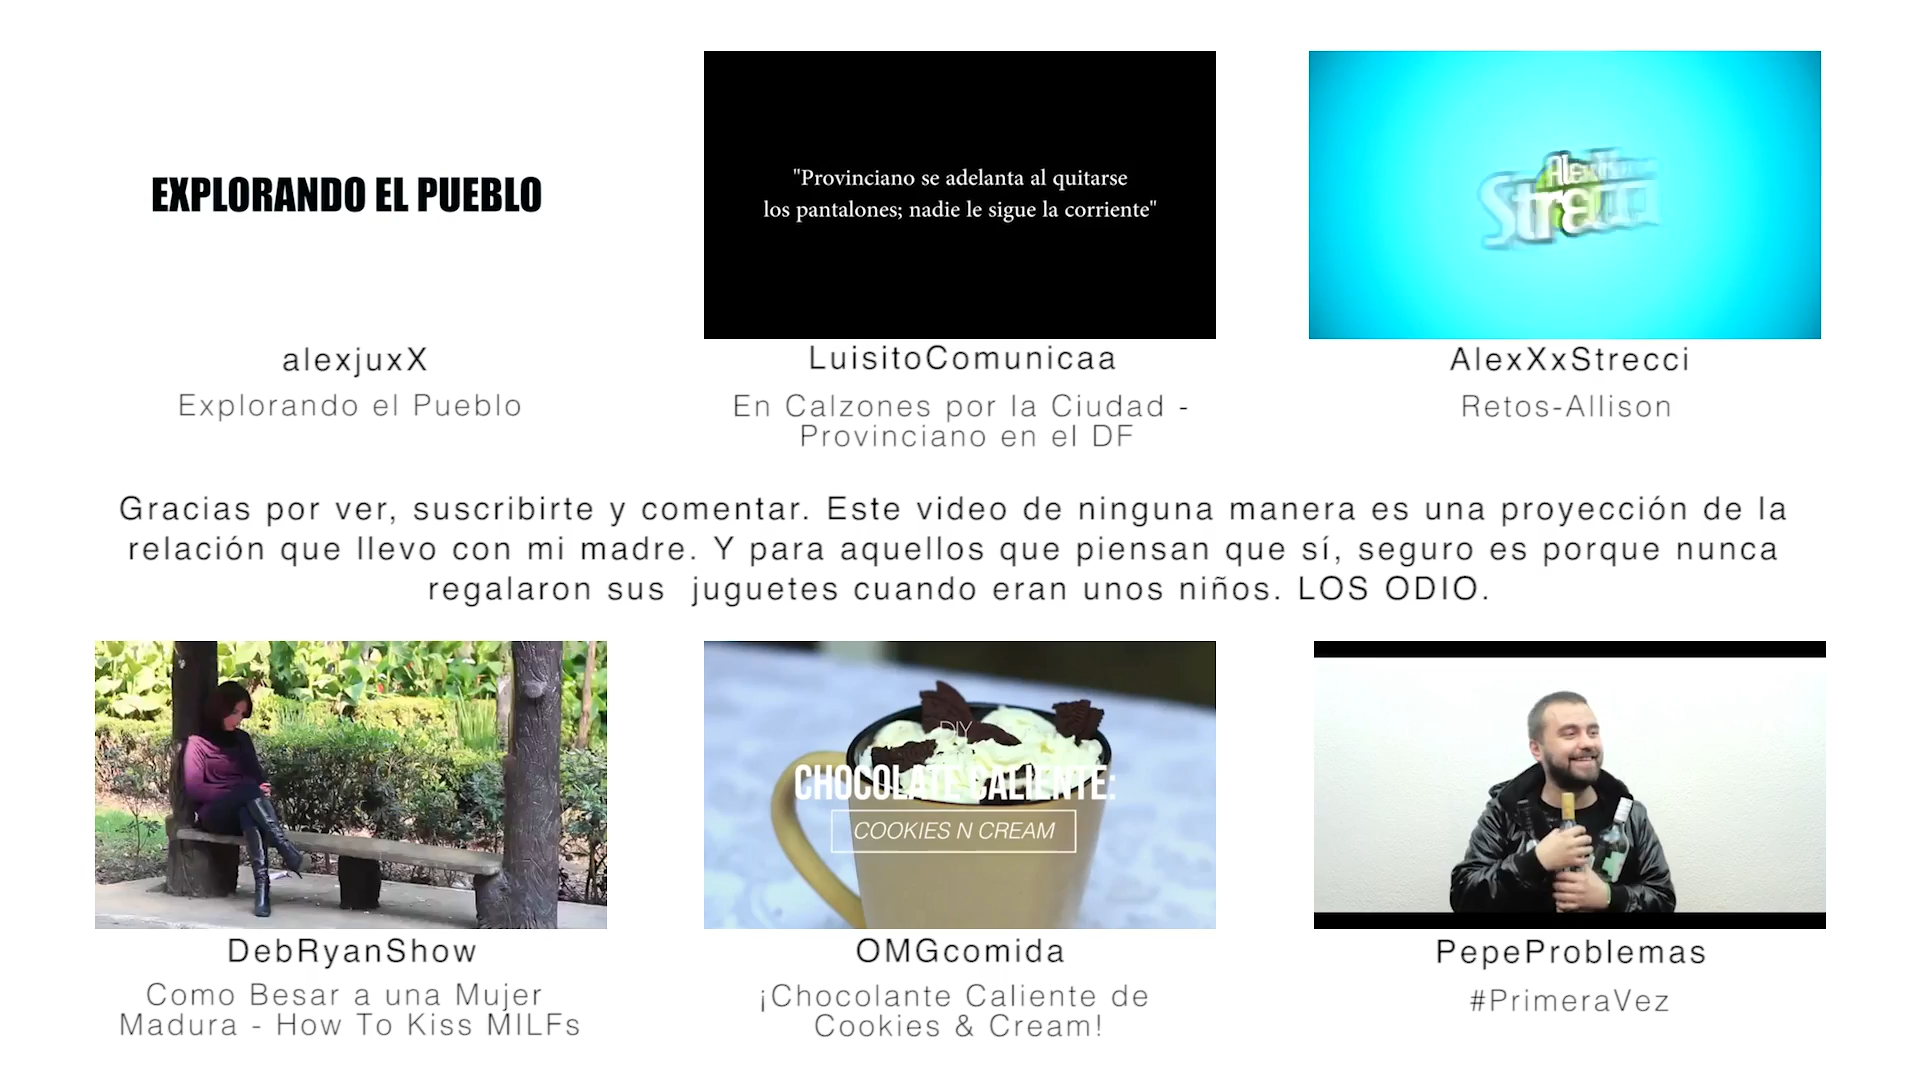 EXPLORANDO EL PUEBLO
"Provinciano se adelanta al quitarse
los pantalones; nadie le sigue la corriente"
Strecci
alexjuxX
Explorando el Pueblo
LuisitoComunicaa
En Calzones por la Ciudad -
Provinciano en el DF
AlexXxStrecci
Retos-Allison
Gracias por ver, suscribirte y comentar. Este video de ninguna manera es una proyección de la
relación que llevo con mi madre. Y para aquellos que piensan que sí, seguro es porque nunca
regalaron sus juguetes cuando eran unos niños. LOS ODIO.
DIY
CHOCOLATE CALIENTE:
COOKIES N CREAM
DebRyanShow
Como Besar a una Mujer
Madura - How To Kiss MILFs
OMGcomida
¡Chocolante Caliente de
Cookies & Cream!
PepeProblemas
#PrimeraVez